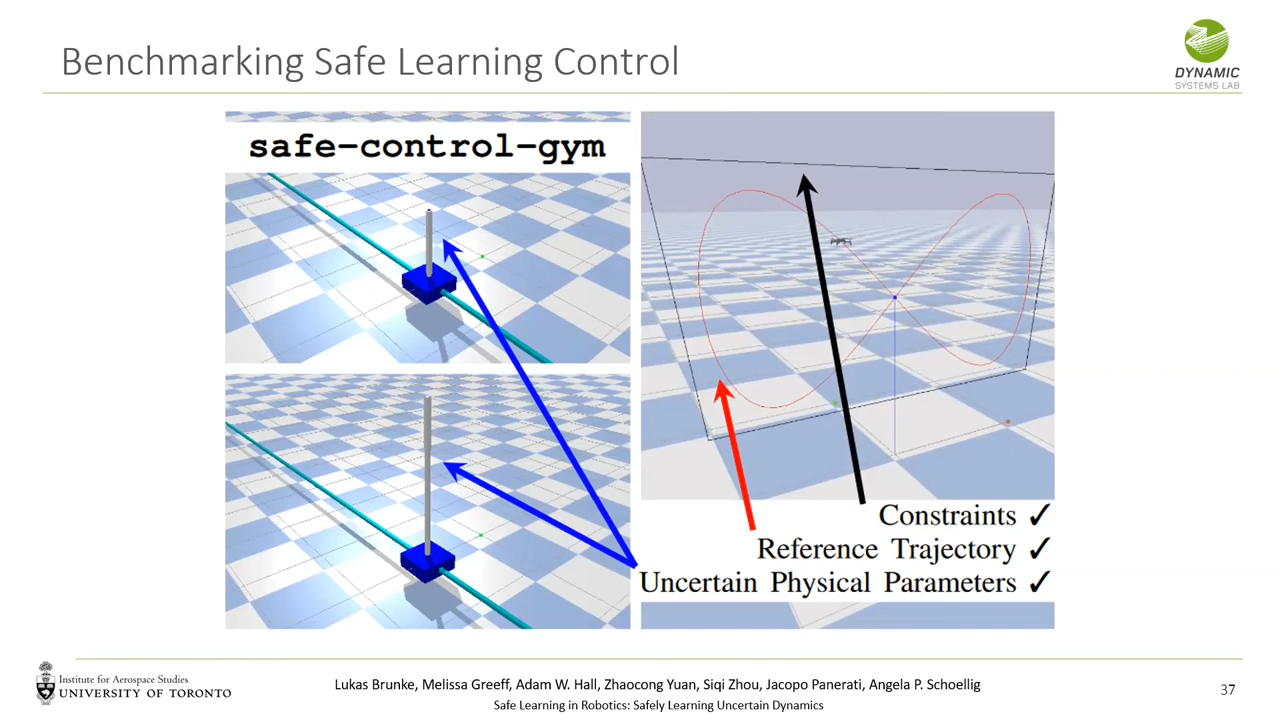 Benchmarking Safe Learning Control
DYNAMIC
SYSTEMS LAB
safe-control-gym
Constraints ✓
Reference Trajectory ✓
Uncertain Physical Parameters ✓
Institute for Aerospace Studies
UNIVERSITY OF TORONTO
Lukas Brunke, Melissa Greeff, Adam W. Hall, Zhaocong Yuan, Siqi Zhou, Jacopo Panerati, Angela P. Schoellig
Safe Learning in Robotics: Safely Learning Uncertain Dynamics
37